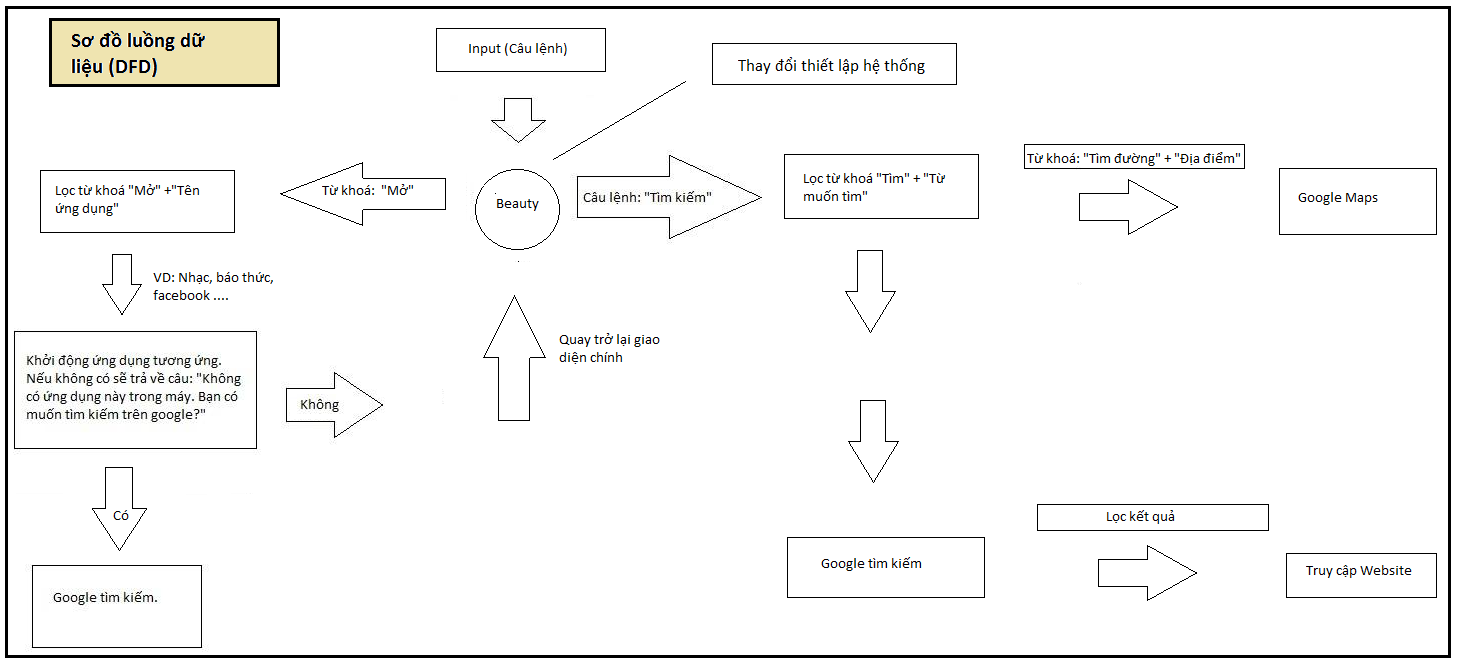 Sơ đồ luồng dữ
liệu (DFD)
Input (Câu lệnh)
Thay đổi thiết lập hệ thống
Lọc từ khoá "Mở" +"Tên
ứng dụng"
Từ khoá:  "Mở"
Beauty
Câu lệnh: "Tìm kiếm"
Lọc từ khoá "Tìm" + "Từ
muốn tìm"
Từ khoá: "Tìm đường" + "Địa điểm"
Google Maps
VD: Nhạc, báo thức,
facebook ....
Khởi động ứng dụng tương ứng.
Nếu không có sẽ trả về câu: "Không
có ứng dụng này trong máy. Bạn có
muốn tìm kiếm trên google?"
Không
Quay trở lại giao
diện chính
Có
Google tìm kiếm.
Google tìm kiếm
Lọc kết quả
Truy cập Website